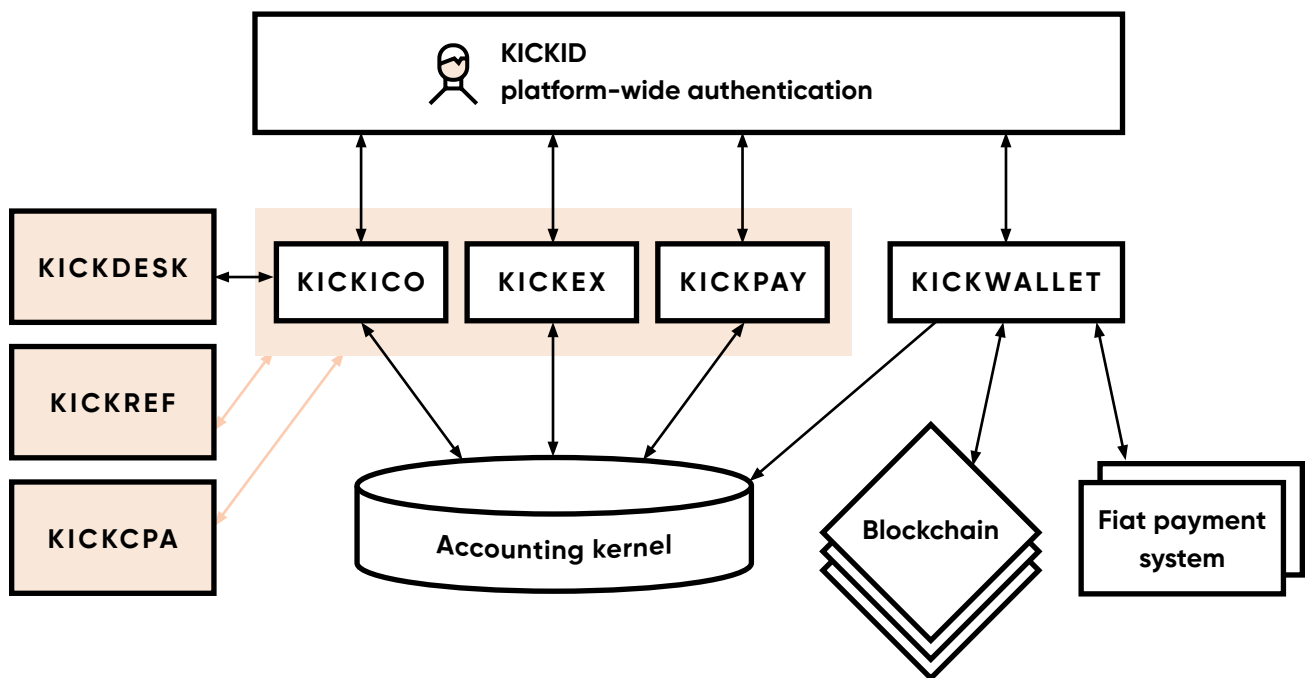 KICKID
platform-wide authentication
KICKDESK
KICKICO
KICKEX
KICKPAY
KICKWALLET
KICKREF
KICKCPA
Accounting kernel
Blockchain
Fiat payment
system